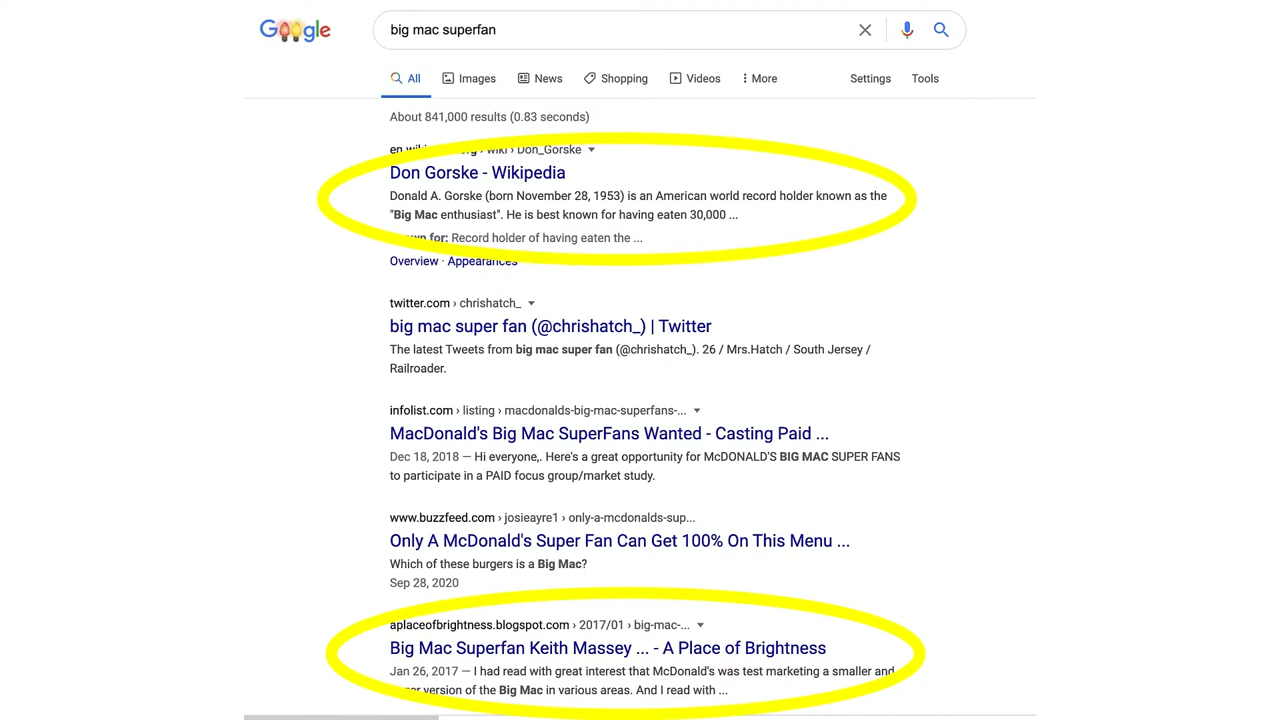 Google
big mac superfan
All Images News Shopping Videos More Settings Tools
About 841,000 results (0.83 seconds)
wiki › Don_Gorske
Don Gorske - Wikipedia
Donald A. Gorske (born November 28, 1953) is an American world record holder known as the
"Big Mac enthusiast". He is best known for having eaten 30,000 ...
for: Record holder of having eaten the ...
Overview · Appearances
twitter.com › chrishatch_
big mac super fan (@chrishatch_) | Twitter
The latest Tweets from big mac super fan (@chrishatch_). 26 / Mrs.Hatch / South Jersey /
Railroader.
infolist.com › listing › macdonalds-big-mac-superfans-...
MacDonald's Big Mac SuperFans Wanted - Casting Paid ...
Dec 18, 2018 — Hi everyone,. Here's a great opportunity for McDONALD'S BIG MAC SUPER FANS
to participate in a PAID focus group/market study.
www.buzzfeed.com › josieayre1 › only-a-mcdonalds-sup...
Only A McDonald's Super Fan Can Get 100% On This Menu ...
Which of these burgers is a Big Mac?
Sep 28, 2020
aplaceofbrightness.blogspot.com › 2017/01 › big-mac-...
Big Mac Superfan Keith Massey ... - A Place of Brightness
Jan 26, 2017 — I had read with great interest that McDonald's was test marketing a smaller and
version of the Big Mac in various areas. And I read with ...